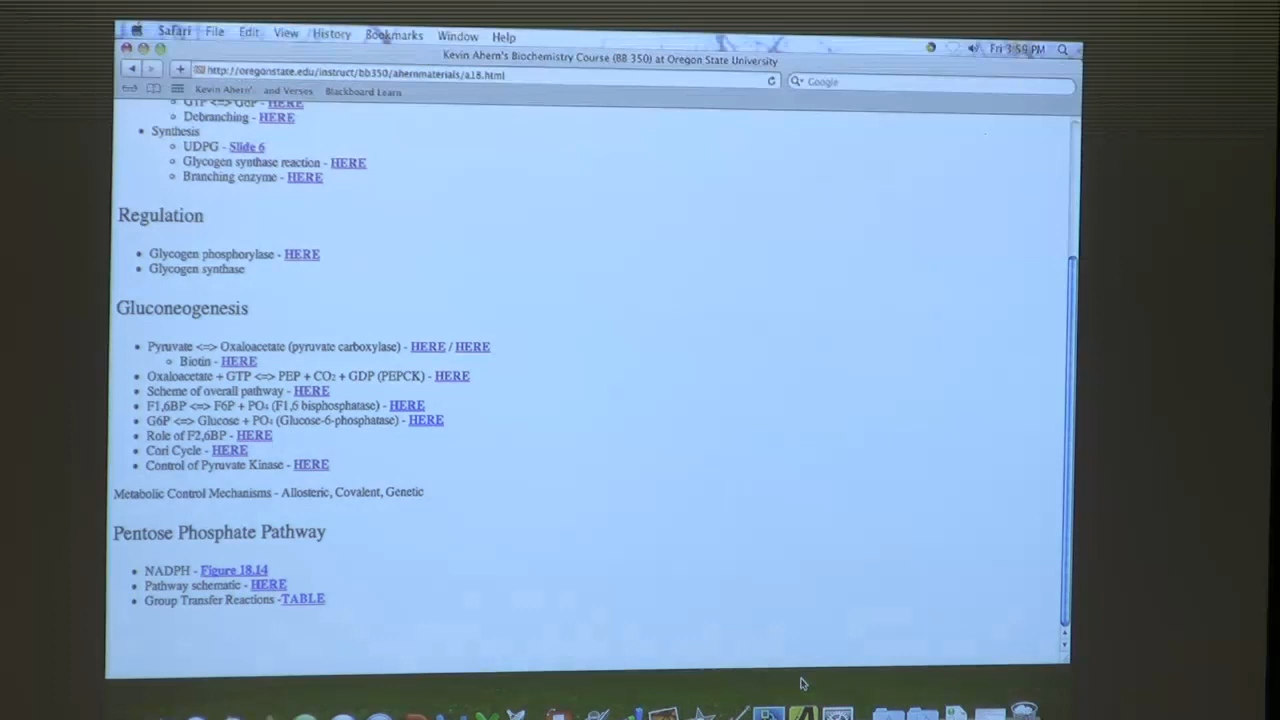 Safari File Edit View History Bookmarks Window Help Fri 3:59 PM
Kevin Ahern's Biochemistry Course (BB 350) at Oregon State University
http://oregonstate.edu/instruct/bb350/ahernmaterials/a18.html Google
Kevin Ahern' and Verses Blackboard Learn
HERE
Debranching - HERE
• Synthesis
UDPG - Slide 6
Glycogen synthase reaction - HERE
Branching enzyme - HERE
Regulation
• Glycogen phosphorylase - HERE
• Glycogen synthase
Gluconeogenesis
• Pyruvate <=> Oxaloacetate (pyruvate carboxylase) - HERE / HERE
Biotin - HERE
• Oxaloacetate + GTP <=> PEP + CO2 + GDP (PEPCK) - HERE
• Scheme of overall pathway - HERE
• F1,6BP <=> F6P + PO4 (F1,6 bisphosphatase) - HERE
• G6P <=> Glucose + PO4 (Glucose-6-phosphatase) - HERE
• Role of F2,6BP - HERE
• Cori Cycle - HERE
• Control of Pyruvate Kinase - HERE
Metabolic Control Mechanisms - Allosteric, Covalent, Genetic
Pentose Phosphate Pathway
• NADPH - Figure 18.14
• Pathway schematic - HERE
• Group Transfer Reactions -TABLE